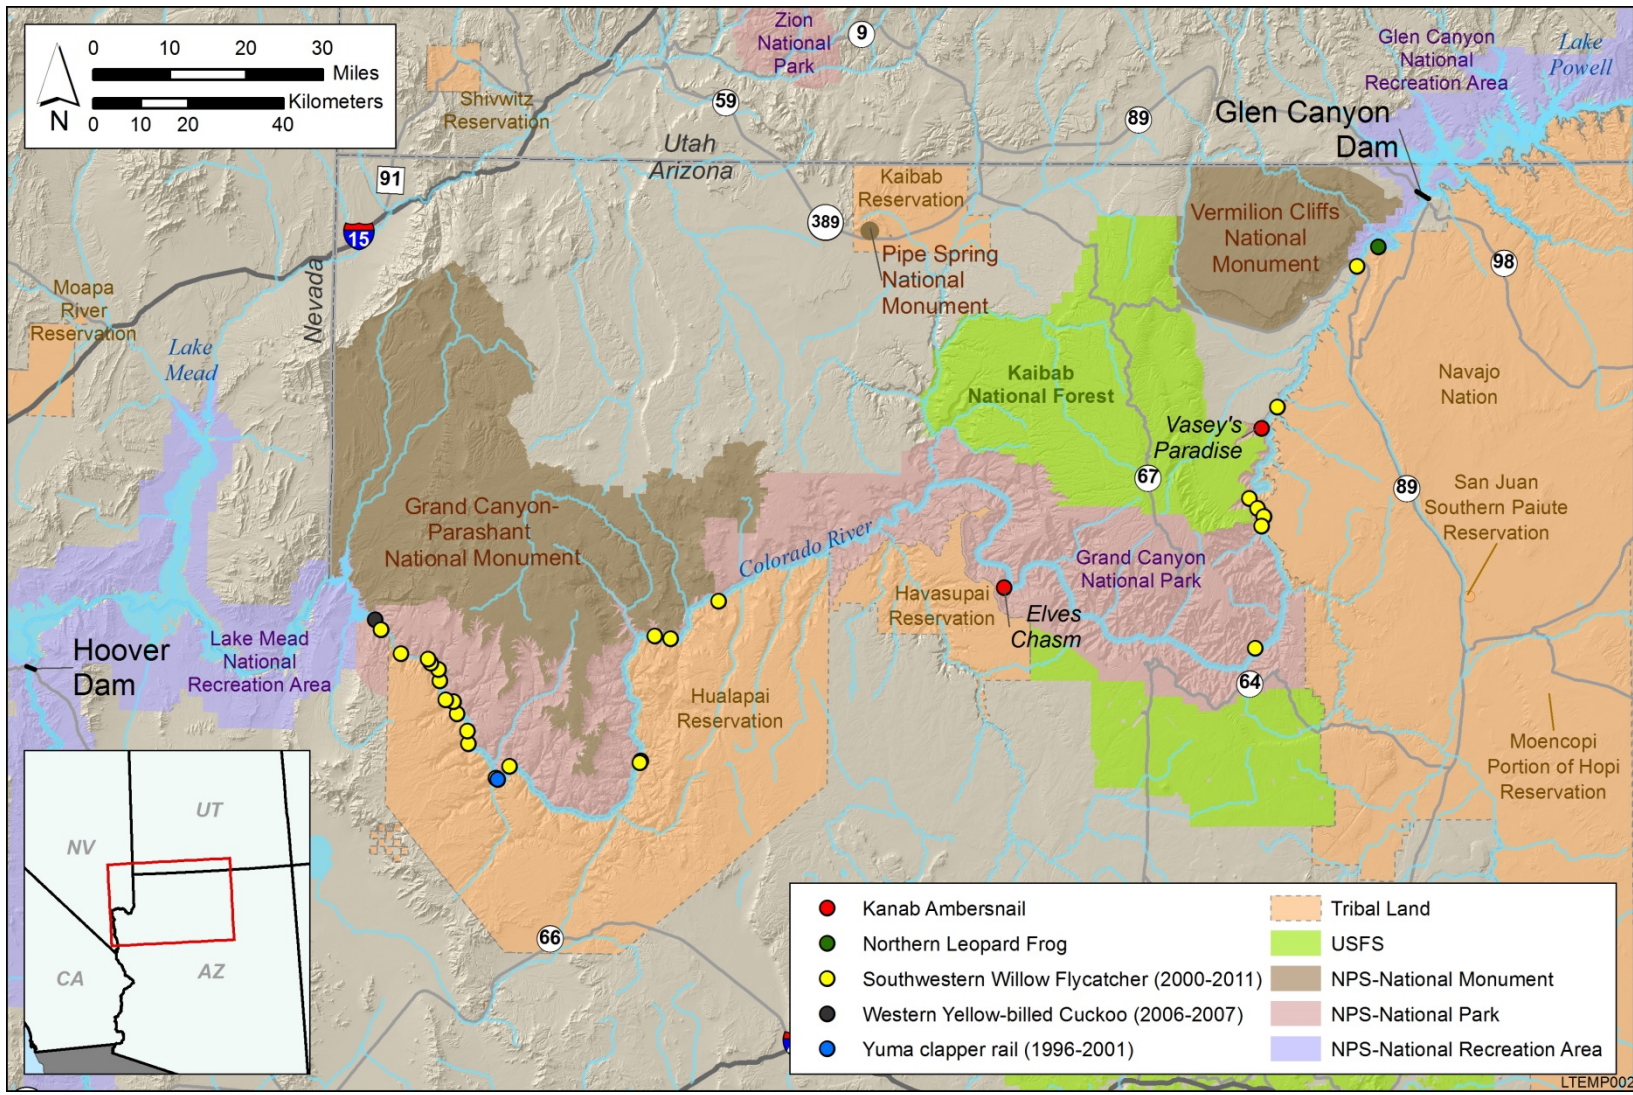 0 10 20 30
Miles
Kilometers
0 10 20 40
N
Zion
National
Park
9
Glen Canyon
National
Recreation Area
Lake
Powell
Shivwitz
Reservation
59
89
Glen Canyon
Dam
Utah
Arizona
91
15
Kaibab
Reservation
389
Vermilion Cliffs
National
Monument
Pipe Spring
National
Monument
98
Nevada
Moapa
River
Reservation
Lake
Mead
Kaibab
National Forest
Navajo
Nation
Vasey's
Paradise
67
89
San Juan
Southern Paiute
Reservation
Grand Canyon-
Parashant
National Monument
Colorado River
Grand Canyon
National Park
Havasupai
Reservation
Elves
Chasm
Hoover
Dam
Lake Mead
National
Recreation Area
Hualapai
Reservation
64
Moencopi
Portion of Hopi
Reservation
66
NV
UT
CA
AZ
Kanab Ambersnail
Northern Leopard Frog
Southwestern Willow Flycatcher (2000-2011)
Western Yellow-billed Cuckoo (2006-2007)
Yuma clapper rail (1996-2001)
Tribal Land
USFS
NPS-National Monument
NPS-National Park
NPS-National Recreation Area
LTEMP002